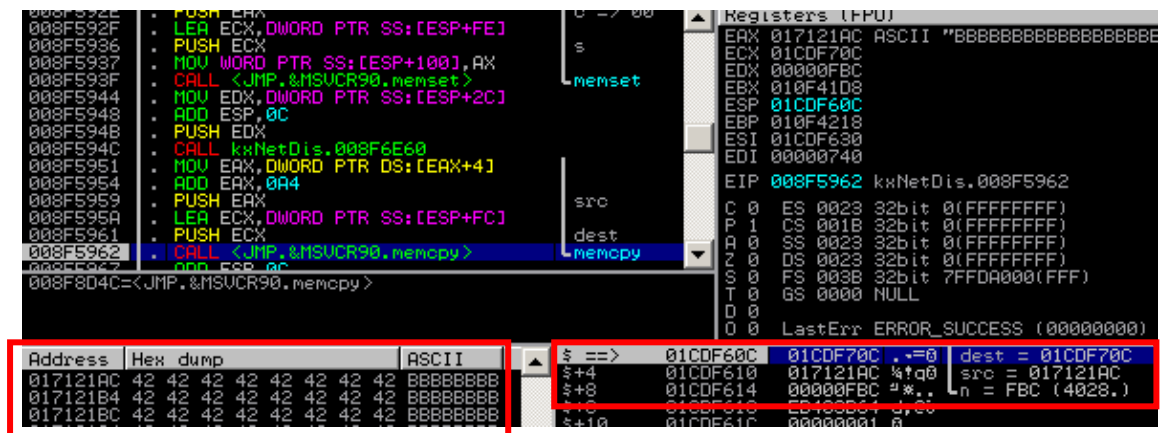 008F592F . LEA ECX,DWORD PTR SS:[ESP+FE]
008F5936 . PUSH ECX s
008F5937 . MOV WORD PTR SS:[ESP+100],AX
008F593F . CALL <JMP.&MSVCR90.memset> memset
008F5944 . MOV EDX,DWORD PTR SS:[ESP+2C]
008F5948 . ADD ESP,0C
008F594B . PUSH EDX
008F594C . CALL kxNetDis.008F6E60
008F5951 . MOV EAX,DWORD PTR DS:[EAX+4]
008F5954 . ADD EAX,0A4
008F5959 . PUSH EAX src
008F595A . LEA ECX,DWORD PTR SS:[ESP+FC]
008F5961 . PUSH ECX dest
008F5962 . CALL <JMP.&MSVCR90.memcpy> memcpy
008F8D4C=<JMP.&MSVCR90.memcpy>
Registers (FPU)
EAX 017121AC ASCII "BBBBBBBBBBBBBBBBBB
ECX 01CDF70C
EDX 00000FBC
EBX 010F41D8
ESP 01CDF60C
EBP 010F4218
ESI 01CDF630
EDI 00000740
EIP 008F5962 kxNetDis.008F5962
C 0 ES 0023 32bit 0(FFFFFFFF)
P 1 CS 001B 32bit 0(FFFFFFFF)
A 0 SS 0023 32bit 0(FFFFFFFF)
Z 0 DS 0023 32bit 0(FFFFFFFF)
S 0 FS 003B 32bit 7FFDA000(FFF)
T 0 GS 0000 NULL
D 0
O 0 LastErr ERROR_SUCCESS (00000000)
Address Hex dump ASCII
017121AC 42 42 42 42 42 42 42 42 BBBBBBBB
017121B4 42 42 42 42 42 42 42 42 BBBBBBBB
017121BC 42 42 42 42 42 42 42 42 BBBBBBBB
$ ==> 01CDF60C 01CDF70C dest = 01CDF70C
$+4 01CDF610 017121AC src = 017121AC
$+8 01CDF614 00000FBC n = FBC (4028.)
$+10 01CDF61C 00000001